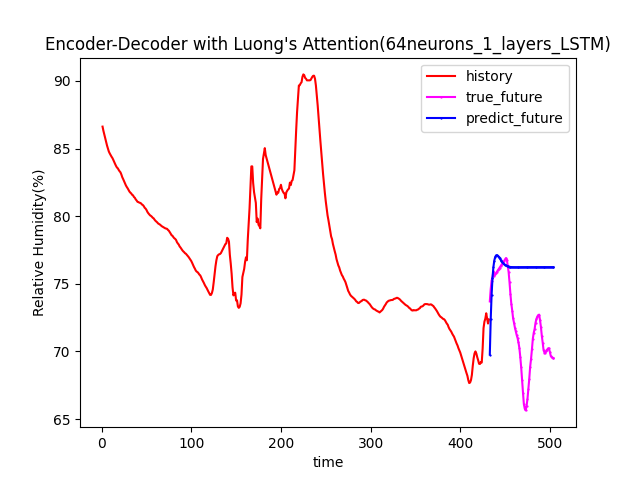 Encoder-Decoder with Luong's Attention(64neurons_1_layers_LSTM)
history
true_future
predict_future
Relative Humidity(%)
90
85
80
75
70
65
0 100 200 300 400 500
time